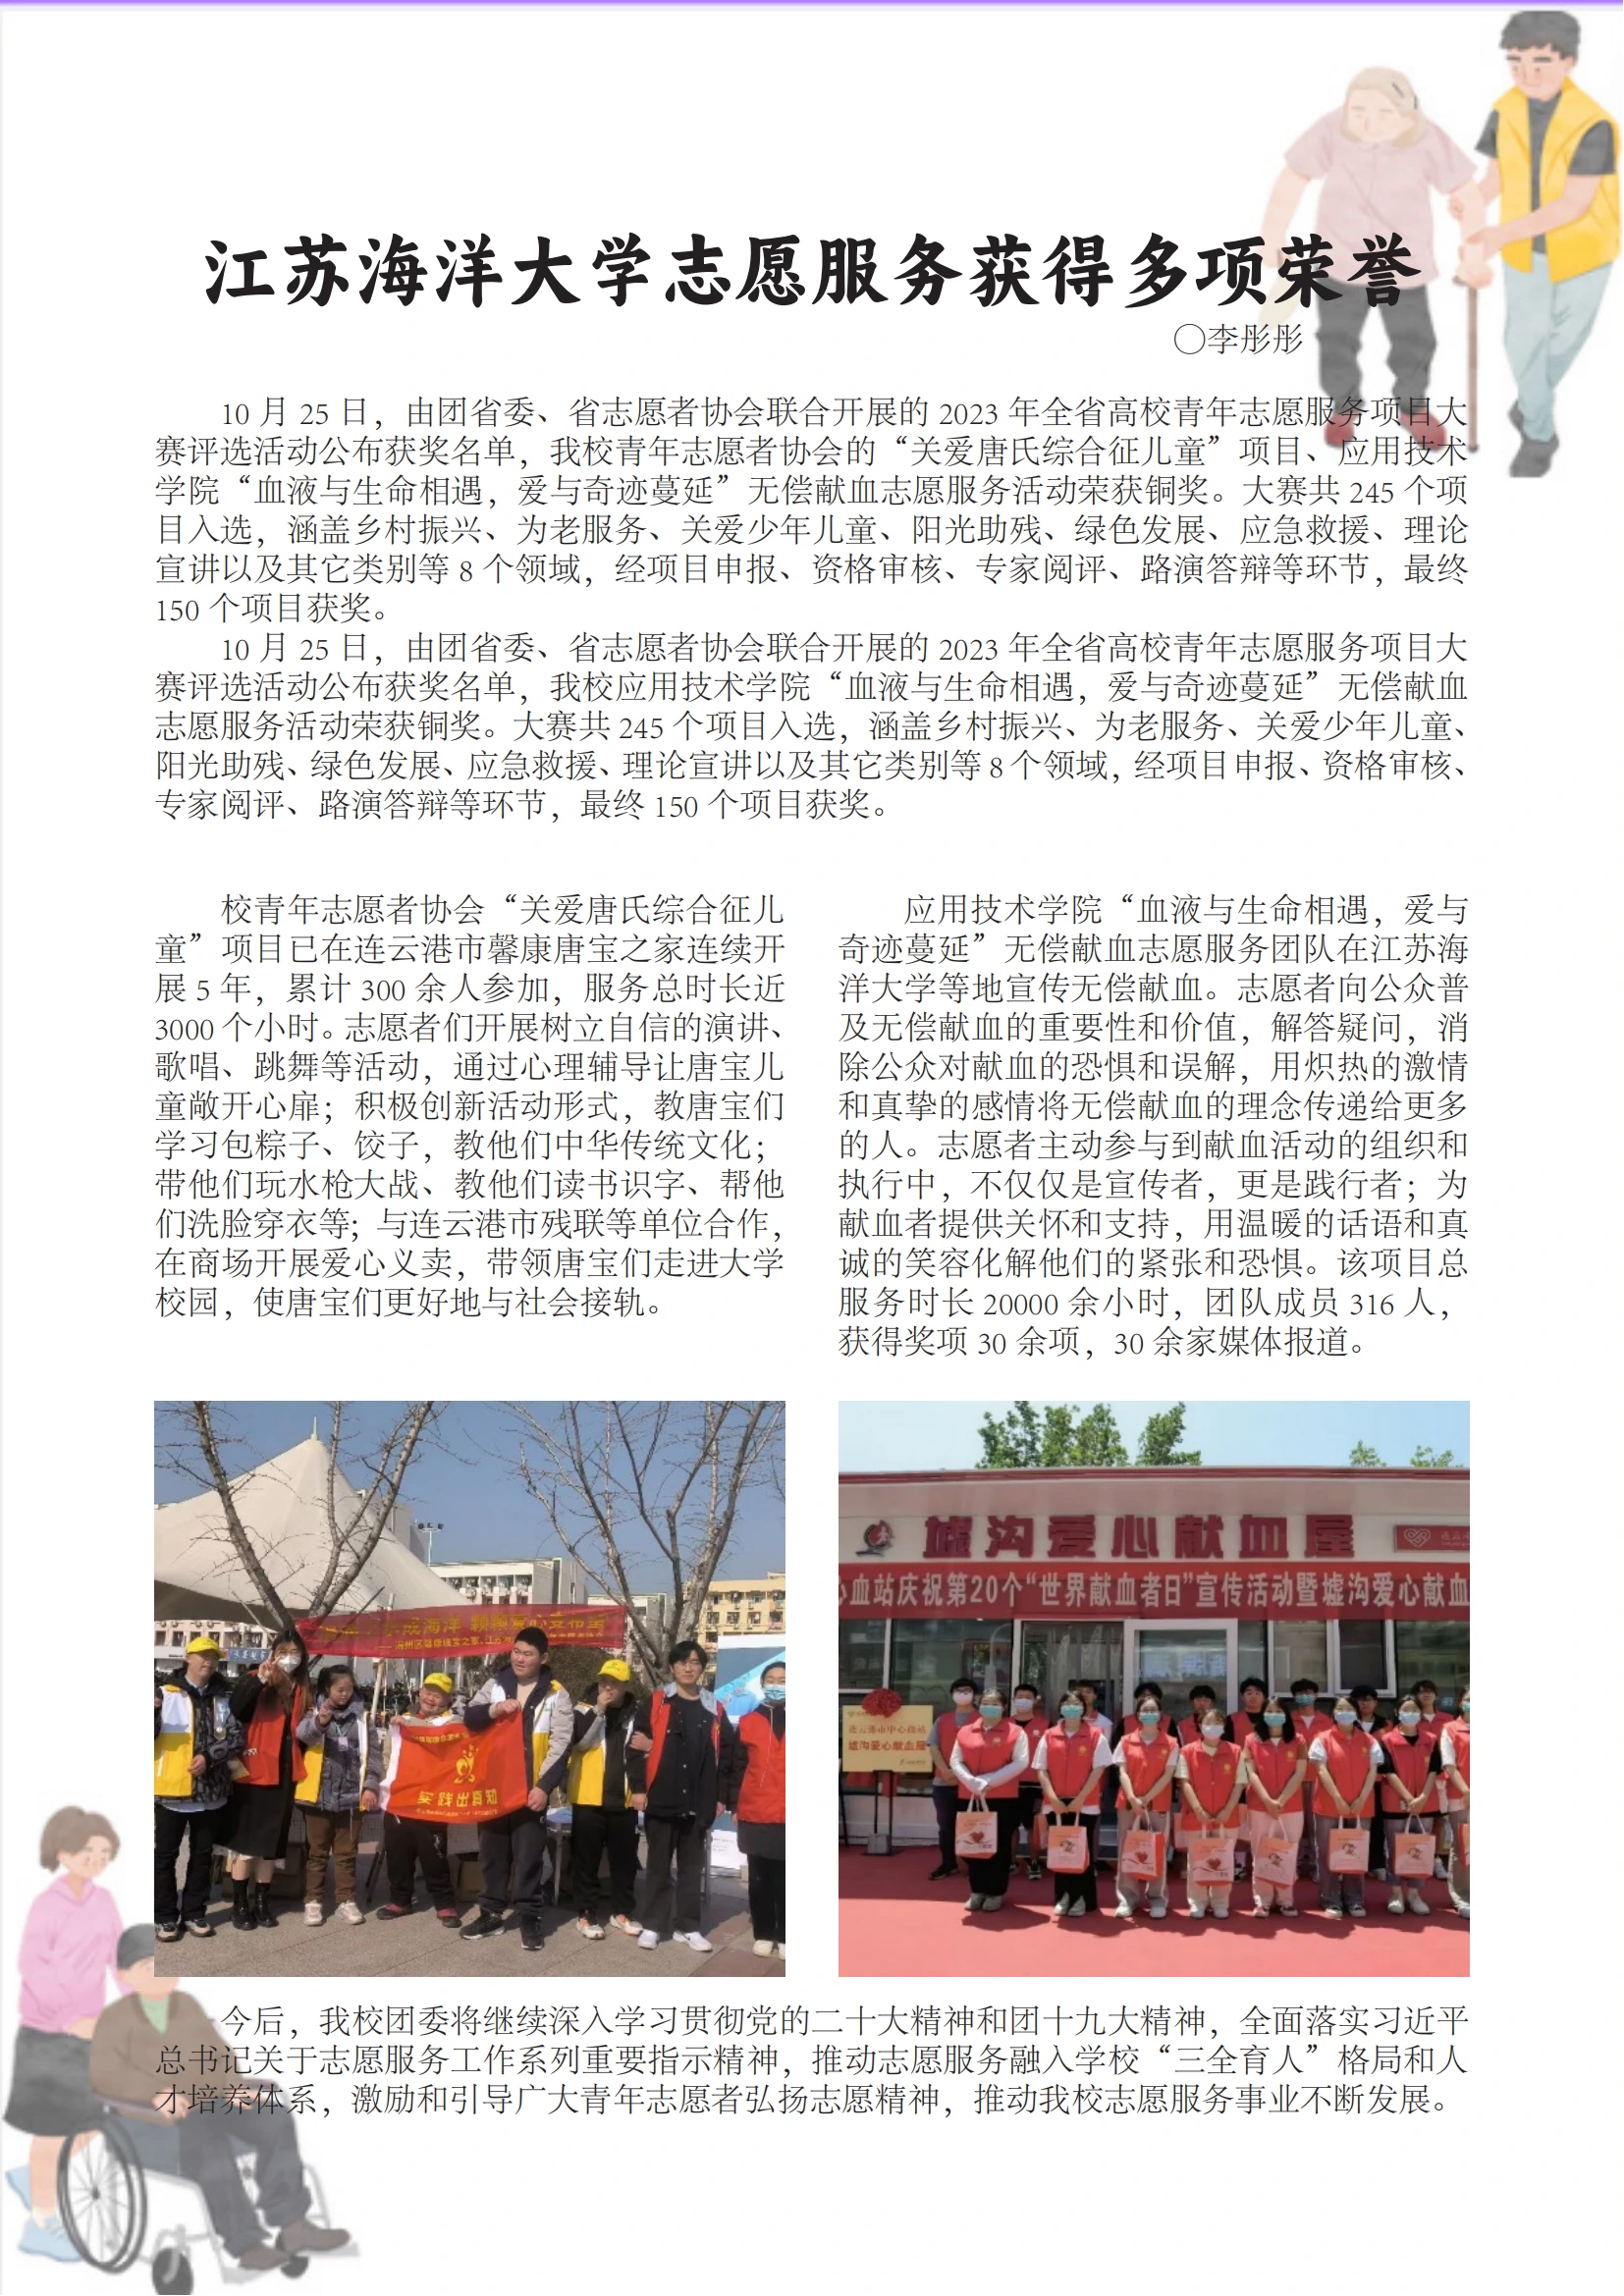 江苏海洋大学志愿服务获得多项荣誉
〇李彤彤
10 月 25 日，由团省委、省志愿者协会联合开展的 2023 年全省高校青年志愿服务项目大
赛评选活动公布获奖名单，我校青年志愿者协会的“关爱唐氏综合征儿童”项目、应用技术
学院“血液与生命相遇，爱与奇迹蔓延”无偿献血志愿服务活动荣获铜奖。大赛共 245 个项
目入选，涵盖乡村振兴、为老服务、关爱少年儿童、阳光助残、绿色发展、应急救援、理论
宣讲以及其它类别等 8 个领域，经项目申报、资格审核、专家阅评、路演答辩等环节，最终
150 个项目获奖。
10 月 25 日，由团省委、省志愿者协会联合开展的 2023 年全省高校青年志愿服务项目大
赛评选活动公布获奖名单，我校应用技术学院“血液与生命相遇，爱与奇迹蔓延”无偿献血
志愿服务活动荣获铜奖。大赛共 245 个项目入选，涵盖乡村振兴、为老服务、关爱少年儿童、
阳光助残、绿色发展、应急救援、理论宣讲以及其它类别等 8 个领域，经项目申报、资格审核、
专家阅评、路演答辩等环节，最终 150 个项目获奖。
校青年志愿者协会“关爱唐氏综合征儿
童”项目已在连云港市馨康唐宝之家连续开
展 5 年，累计 300 余人参加，服务总时长近
3000 个小时。志愿者们开展树立自信的演讲、
歌唱、跳舞等活动，通过心理辅导让唐宝儿
童敞开心扉；积极创新活动形式，教唐宝们
学习包粽子、饺子，教他们中华传统文化；
带他们玩水枪大战、教他们读书识字、帮他
们洗脸穿衣等；与连云港市残联等单位合作，
在商场开展爱心义卖，带领唐宝们走进大学
校园，使唐宝们更好地与社会接轨。
应用技术学院“血液与生命相遇，爱与
奇迹蔓延”无偿献血志愿服务团队在江苏海
洋大学等地宣传无偿献血。志愿者向公众普
及无偿献血的重要性和价值，解答疑问，消
除公众对献血的恐惧和误解，用炽热的激情
和真挚的感情将无偿献血的理念传递给更多
的人。志愿者主动参与到献血活动的组织和
执行中，不仅仅是宣传者，更是践行者；为
献血者提供关怀和支持，用温暖的话语和真
诚的笑容化解他们的紧张和恐惧。该项目总
服务时长 20000 余小时，团队成员 316 人，
获得奖项 30 余项，30 余家媒体报道。
成海洋 颗颗爱心变希望
实践出真知
墟沟爱心献血屋
心血站庆祝第20个“世界献血者日”宣传活动暨墟沟爱心献血
连云港市中心血站
墟沟爱心献血屋
今后，我校团委将继续深入学习贯彻党的二十大精神和团十九大精神，全面落实习近平
总书记关于志愿服务工作系列重要指示精神，推动志愿服务融入学校“三全育人”格局和人
才培养体系，激励和引导广大青年志愿者弘扬志愿精神，推动我校志愿服务事业不断发展。